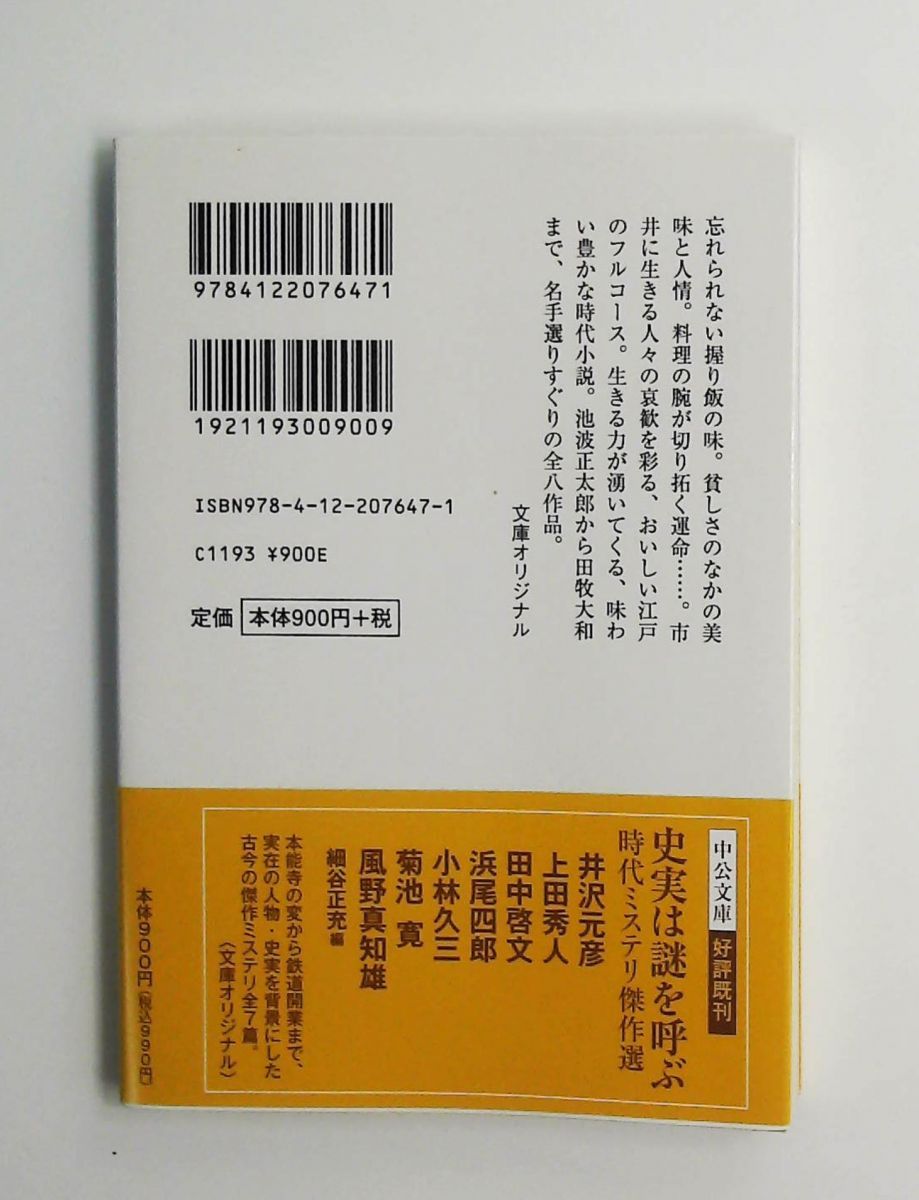 忘れられない握り飯の味。貧しさのなかの美
味と人情。料理の腕が切り拓く運命……。市
井に生きる人々の哀歓を彩る、おいしい江戸
のフルコース。生きる力が湧いてくる、味わ
い豊かな時代小説。池波正太郎から田牧大和
まで、名手選りすぐりの全八作品。
文庫オリジナル
9784122076471
1921193009009
ISBN978-4-12-207647-1
C1193 ¥900E
定価 本体900円+税
中公文庫 好評既刊
史実は謎を呼ぶ
時代ミステリ傑作選
井沢元彦
上田秀人
田中啓文
浜尾四郎
小林久三
菊池 寛
風野真知雄
細谷正充 編
本能寺の変から鉄道開業まで、
実在の人物・史実を背景にした
古今の傑作ミステリ全7篇。
〈文庫オリジナル〉
本体900円(税込990円)